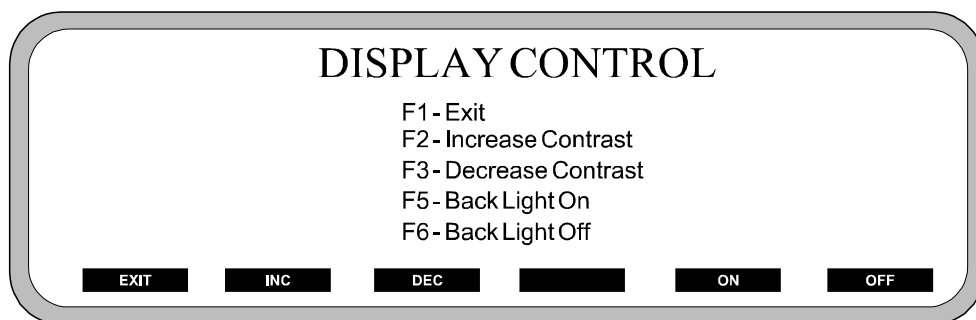 DISPLAY CONTROL
F1 - Exit
F2 - Increase Contrast
F3 - Decrease Contrast
F5 - Back Light On
F6 - Back Light Off
EXIT INC DEC ON OFF